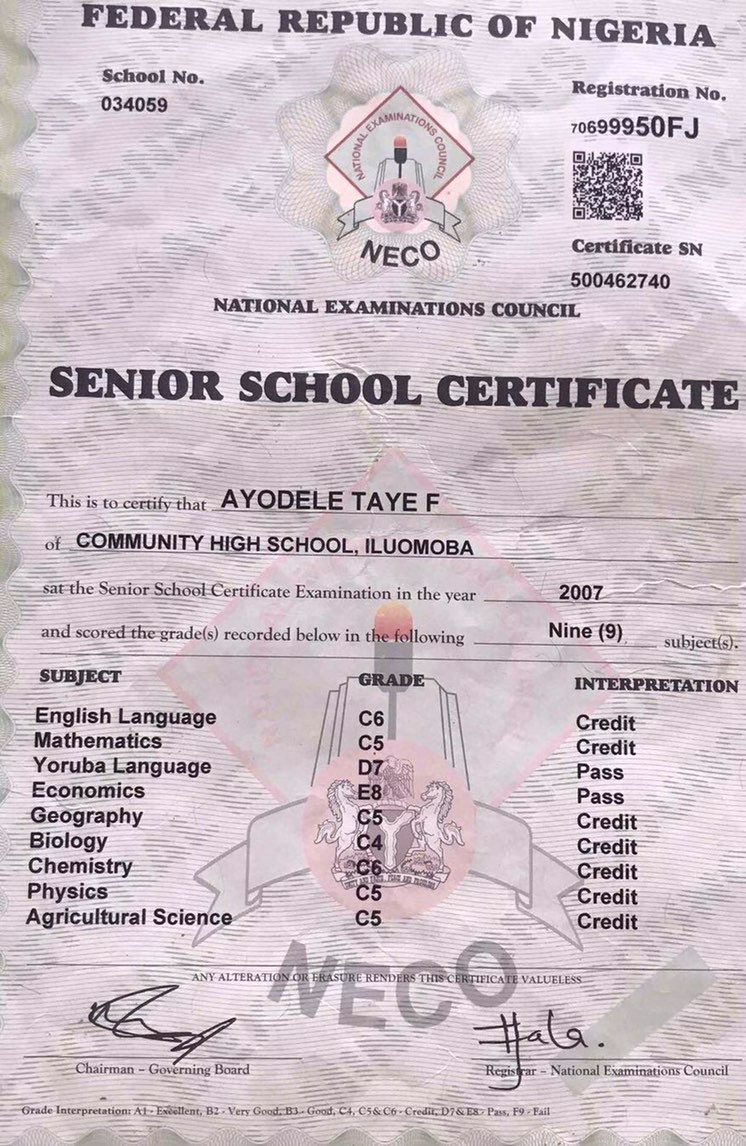 FEDERAL REPUBLIC OF NIGERIA
School No.
034059
Registration No.
70699950FJ
NATIONAL EXAMINATIONS COUNCIL
NECO
Certificate SN
500462740
NATIONAL EXAMINATIONS COUNCIL
SENIOR SCHOOL CERTIFICATE
This is to certify that AYODELE TAYE F
of COMMUNITY HIGH SCHOOL, ILUOMOBA
sat the Senior School Certificate Examination in the year 2007
and scored the grade(s) recorded below in the following Nine (9) subject(s).
SUBJECT GRADE INTERPRETATION
English Language C6 Credit
Mathematics C5 Credit
Yoruba Language D7 Pass
Economics E8 Pass
Geography C5 Credit
Biology C4 Credit
Chemistry C6 Credit
Physics C5 Credit
Agricultural Science C5 Credit
NECO
ANY ALTERATION OR ERASURE RENDERS THIS CERTIFICATE VALUELESS
Chairman – Governing Board
Registrar – National Examinations Council
Grade Interpretation: A1 - Excellent, B2 - Very Good, B3 - Good, C4, C5 & C6 - Credit, D7 & E8 - Pass, F9 - Fail